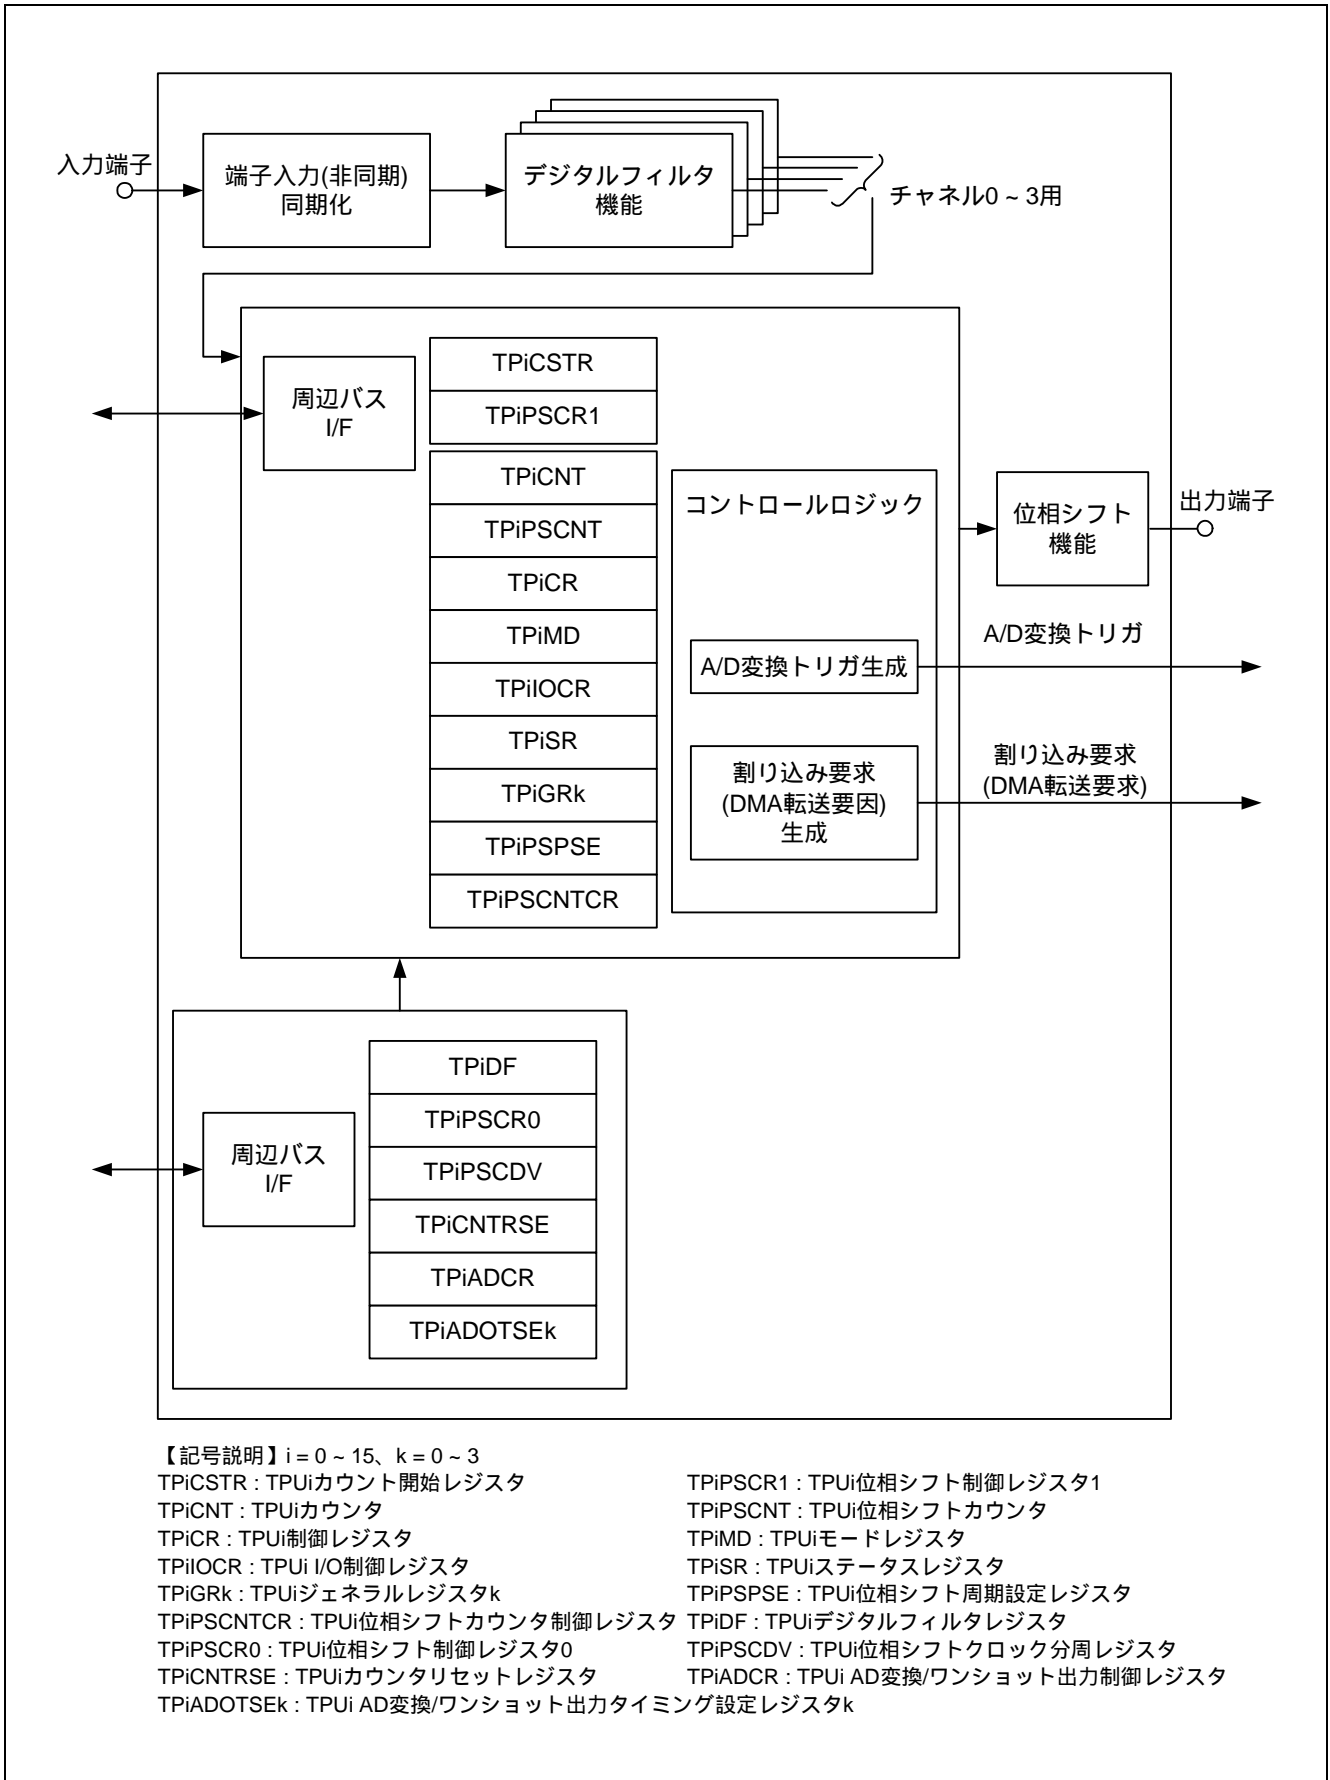 入力端子
端子入力(非同期)
同期化
デジタルフィルタ
機能
チャネル0 ~ 3用
周辺バス
I/F
TPiCSTR
TPiPSCR1
TPiCNT
TPiPSCNT
TPiCR
TPiMD
TPiIOCR
TPiSR
TPiGRk
TPiPSPSE
TPiPSCNTCR
コントロールロジック
A/D変換トリガ生成
割り込み要求
(DMA転送要因)
生成
位相シフト
機能
出力端子
A/D変換トリガ
割り込み要求
(DMA転送要求)
周辺バス
I/F
TPiDF
TPiPSCR0
TPiPSCDV
TPiCNTRSE
TPiADCR
TPiADOTSEk
【記号説明】i = 0 ~ 15、k = 0 ~ 3
TPiCSTR : TPUiカウント開始レジスタ TPiPSCR1 : TPUi位相シフト制御レジスタ1
TPiCNT : TPUiカウンタ TPiPSCNT : TPUi位相シフトカウンタ
TPiCR : TPUi制御レジスタ TPiMD : TPUiモードレジスタ
TPiIOCR : TPUi I/O制御レジスタ TPiSR : TPUiステータスレジスタ
TPiGRk : TPUiジェネラルレジスタk TPiPSPSE : TPUi位相シフト周期設定レジスタ
TPiPSCNTCR : TPUi位相シフトカウンタ制御レジスタ TPiDF : TPUiデジタルフィルタレジスタ
TPiPSCR0 : TPUi位相シフト制御レジスタ0 TPiPSCDV : TPUi位相シフトクロック分周レジスタ
TPiCNTRSE : TPUiカウンタリセットレジスタ TPiADCR : TPUi AD変換/ワンショット出力制御レジスタ
TPiADOTSEk : TPUi AD変換/ワンショット出力タイミング設定レジスタk